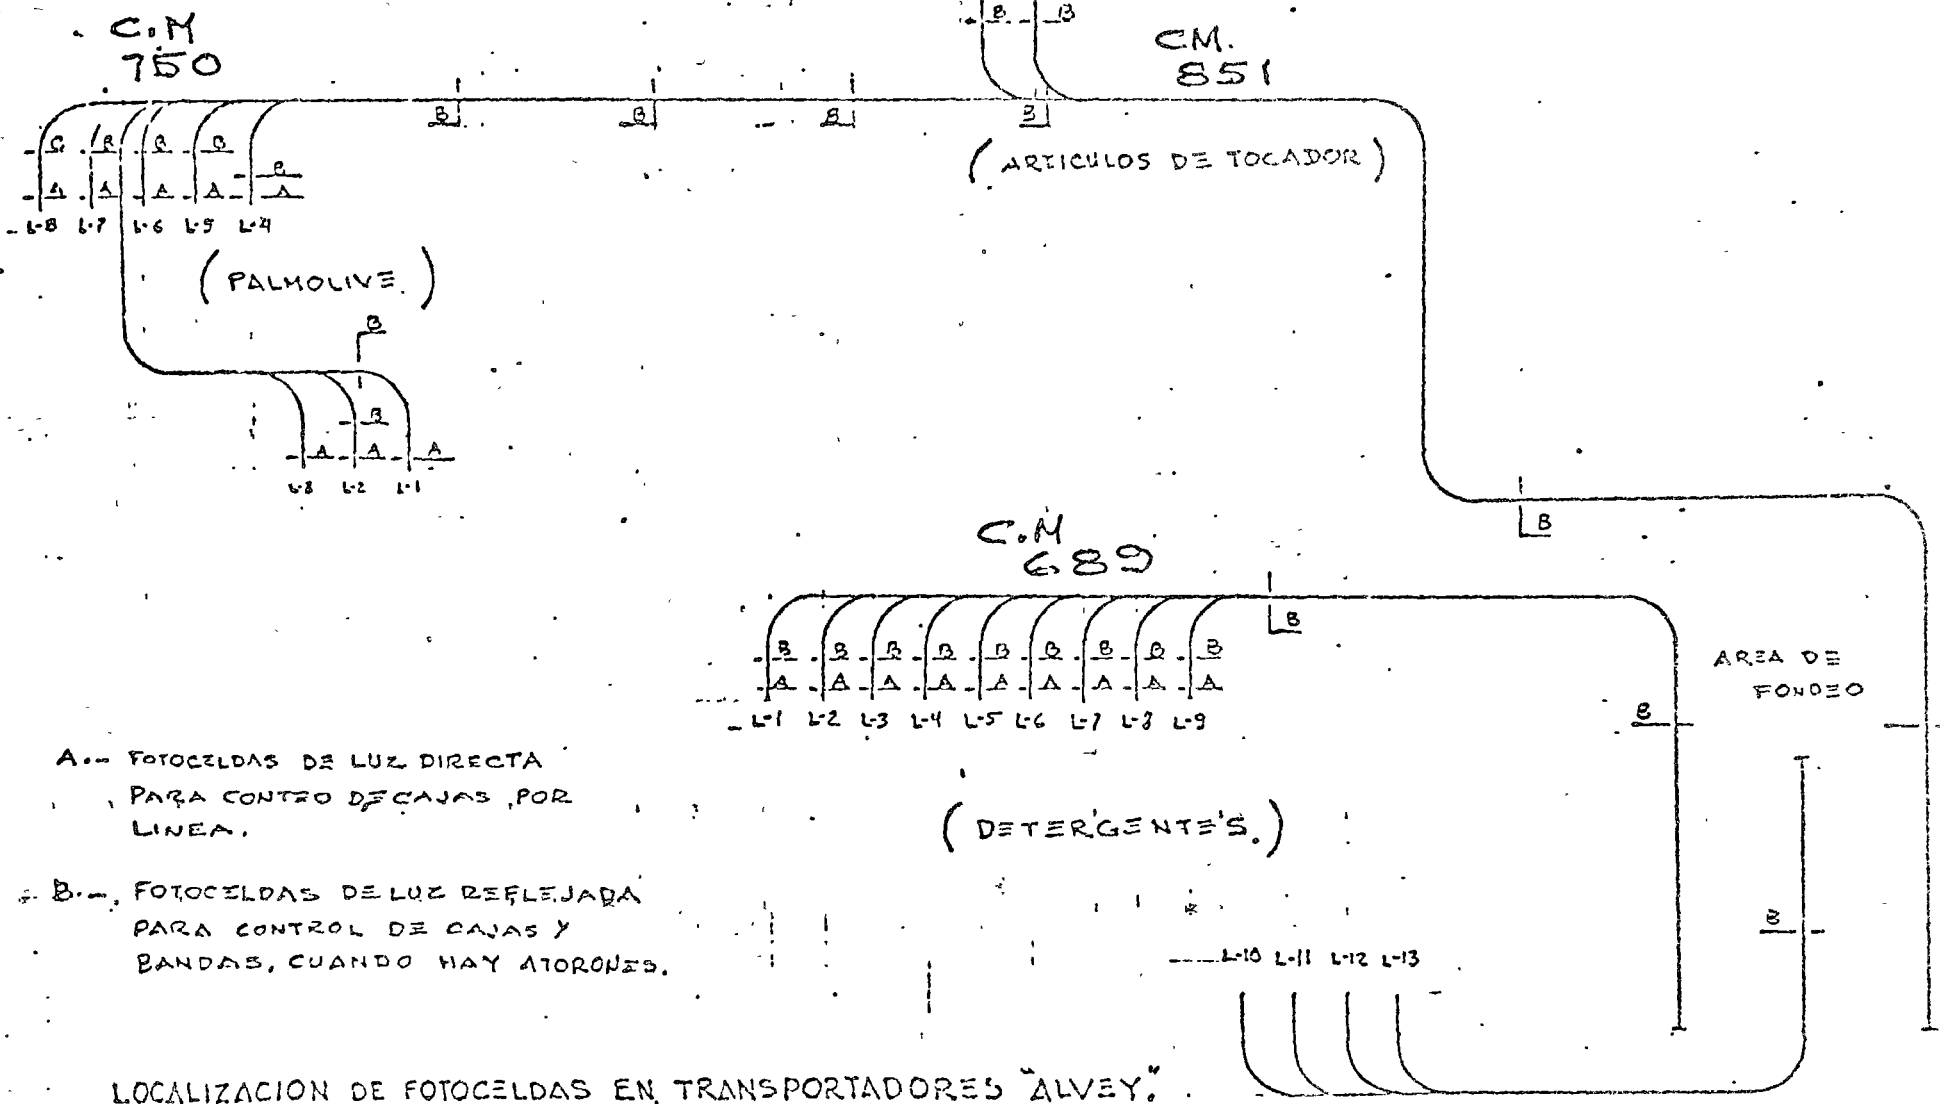 B B
C.M
750
CM.
851
B B B B
C B B B B
A A A A A
L-8 L-7 L-6 L-5 L-4
(ARTICULOS DE TOCADOR)
(PALMOLIVE.)
B
B
A A A
L-3 L-2 L-1
B
C.M
689
B
B B B B B B B B B
A A A A A A A A A
L-1 L-2 L-3 L-4 L-5 L-6 L-7 L-8 L-9
AREA DE
FONDEO
B
A.- FOTOCELDAS DE LUZ DIRECTA
PARA CONTEO DE CAJAS, POR
LINEA.
(DETERGENTE'S.)
B.-. FOTOCELDAS DE LUZ REFLEJADA
PARA CONTROL DE CAJAS Y
BANDAS, CUANDO HAY ATORONES.
B
L-10 L-11 L-12 L-13
LOCALIZACION DE FOTOCELDAS EN TRANSPORTADORES "ALVEY".